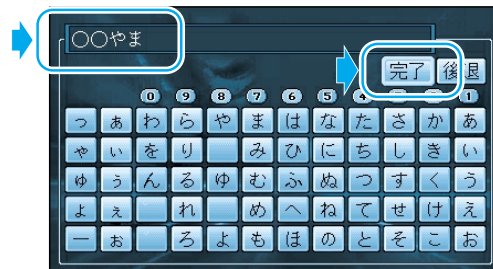 ○○やま
完了 後退
0 9 8 7 6 5 4 1
っ ぁ わ ら や ま は な た さ か あ
ゃ ぃ を り み ひ に ち し き い
ゅ ぅ ん る ゆ む ふ ぬ つ す く う
ょ ぇ れ め へ ね て せ け え
ー ぉ ろ よ も ほ の と そ こ お